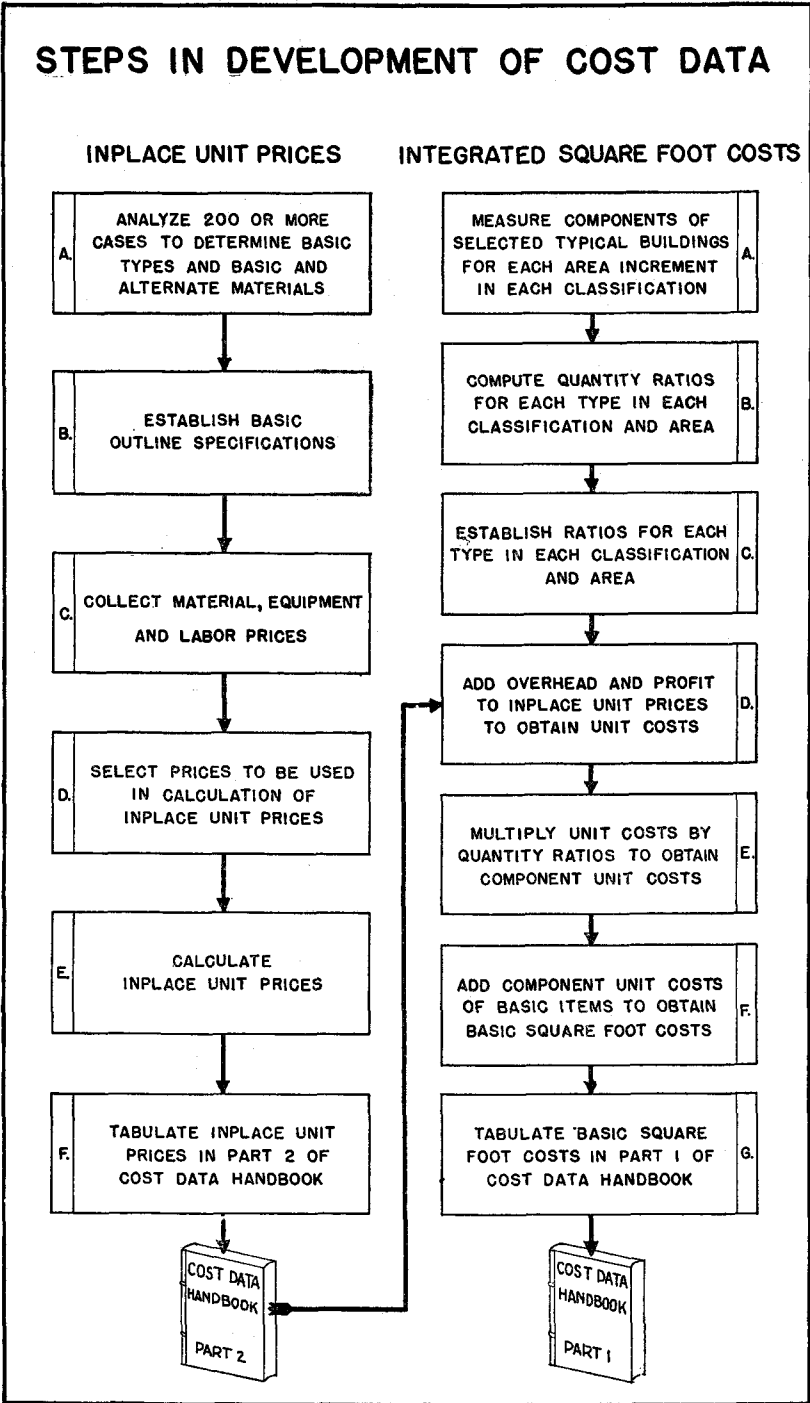 STEPS IN DEVELOPMENT OF COST DATA
INPLACE UNIT PRICES
A.
ANALYZE 200 OR MORE
CASES TO DETERMINE BASIC
TYPES AND BASIC AND
ALTERNATE MATERIALS
B.
ESTABLISH BASIC
OUTLINE SPECIFICATIONS
C.
COLLECT MATERIAL, EQUIPMENT
AND LABOR PRICES
D.
SELECT PRICES TO BE USED
IN CALCULATION OF
INPLACE UNIT PRICES
E.
CALCULATE
INPLACE UNIT PRICES
F.
TABULATE INPLACE UNIT
PRICES IN PART 2 OF
COST DATA HANDBOOK
COST DATA
HANDBOOK
PART 2
INTEGRATED SQUARE FOOT COSTS
MEASURE COMPONENTS OF
SELECTED TYPICAL BUILDINGS
FOR EACH AREA INCREMENT
IN EACH CLASSIFICATION
A.
COMPUTE QUANTITY RATIOS
FOR EACH TYPE IN EACH
CLASSIFICATION AND AREA
B.
ESTABLISH RATIOS FOR EACH
TYPE IN EACH CLASSIFICATION
AND AREA
C.
ADD OVERHEAD AND PROFIT
TO INPLACE UNIT PRICES
TO OBTAIN UNIT COSTS
D.
MULTIPLY UNIT COSTS BY
QUANTITY RATIOS TO OBTAIN
COMPONENT UNIT COSTS
E.
ADD COMPONENT UNIT COSTS
OF BASIC ITEMS TO OBTAIN
BASIC SQUARE FOOT COSTS
F.
TABULATE BASIC SQUARE
FOOT COSTS IN PART 1 OF
COST DATA HANDBOOK
G.
COST DATA
HANDBOOK
PART 1